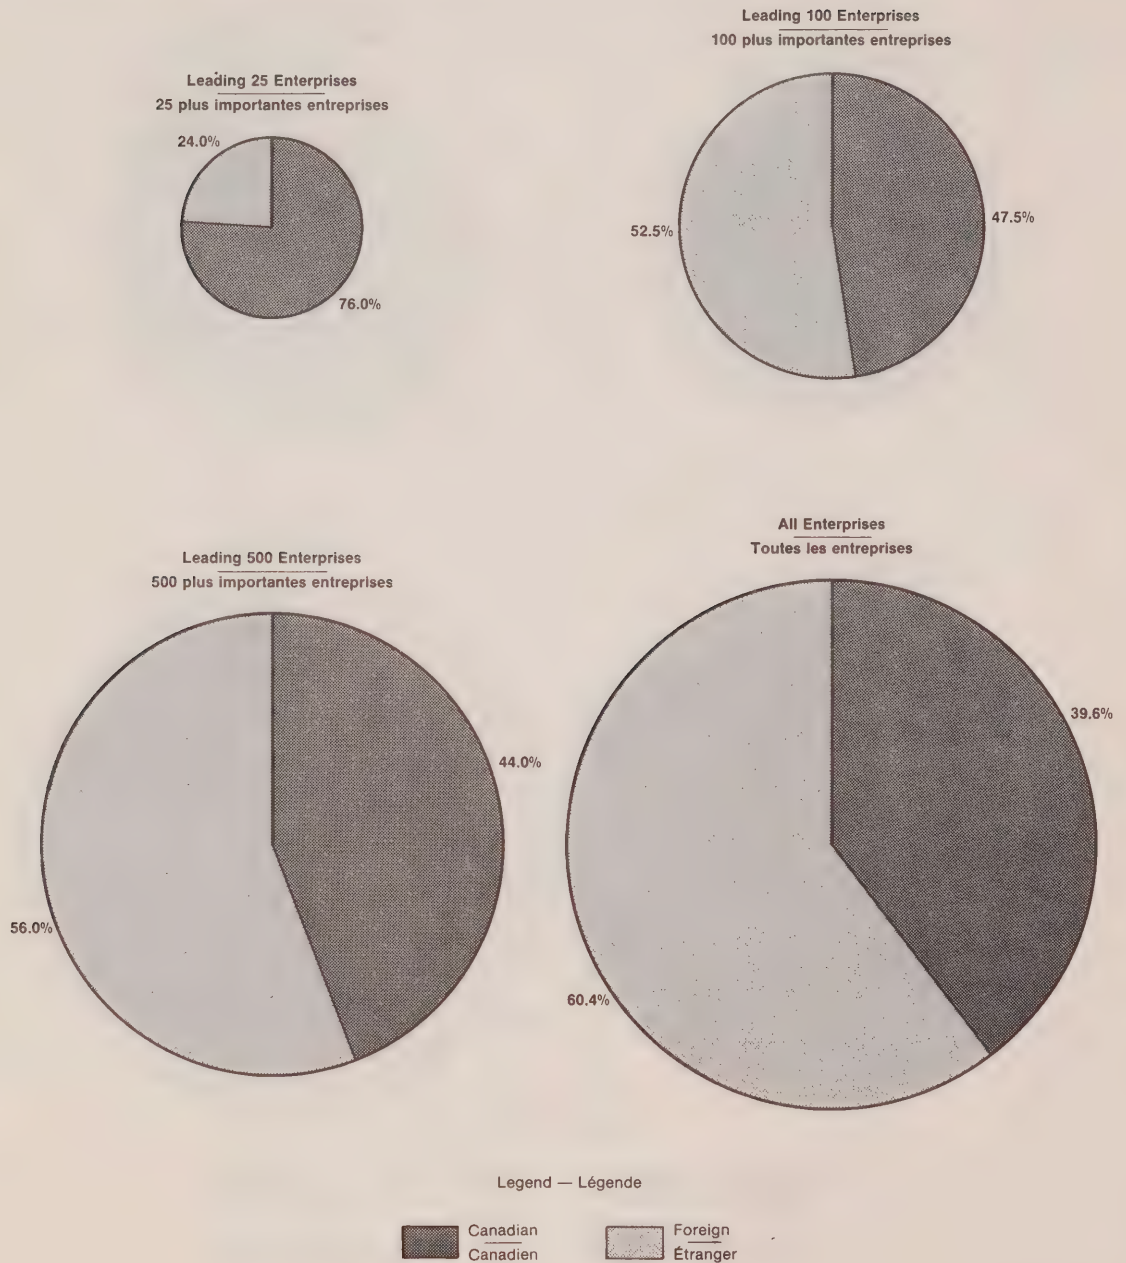 Leading 25 Enterprises
25 plus importantes entreprises
24.0%
76.0%
Leading 100 Enterprises
100 plus importantes entreprises
52.5%
47.5%
Leading 500 Enterprises
500 plus importantes entreprises
44.0%
56.0%
All Enterprises
Toutes les entreprises
39.6%
60.4%
Legend — Légende
Canadian
Canadien
Foreign
Étranger